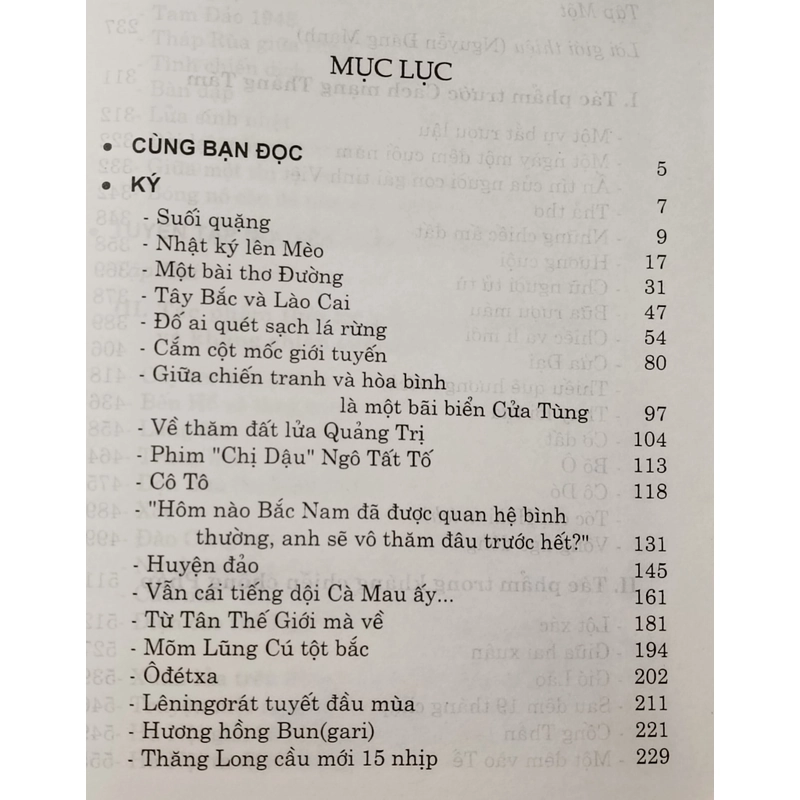 MỤC LỤC
• CÙNG BẠN ĐỌC 5
• KÝ 7
- Suối quặng 9
- Nhật ký lên Mèo 17
- Một bài thơ Đường 31
- Tây Bắc và Lào Cai 47
- Đố ai quét sạch lá rừng 54
- Cắm cột mốc giới tuyến 80
- Giữa chiến tranh và hòa bình
là một bãi biển Cửa Tùng 97
- Về thăm đất lửa Quảng Trị 104
- Phim "Chị Dậu" Ngô Tất Tố 113
- Cô Tô 118
- "Hôm nào Bắc Nam đã được quan hệ bình
thường, anh sẽ vô thăm đâu trước hết?" 131
- Huyện đảo 145
- Vẫn cái tiếng dội Cà Mau ấy... 161
- Từ Tân Thế Giới mà về 181
- Mõm Lũng Cú tột bắc 194
- Ôđétxa 202
- Lêningơrát tuyết đầu mùa 211
- Hương hồng Bun(gari) 221
- Thăng Long cầu mới 15 nhịp 229